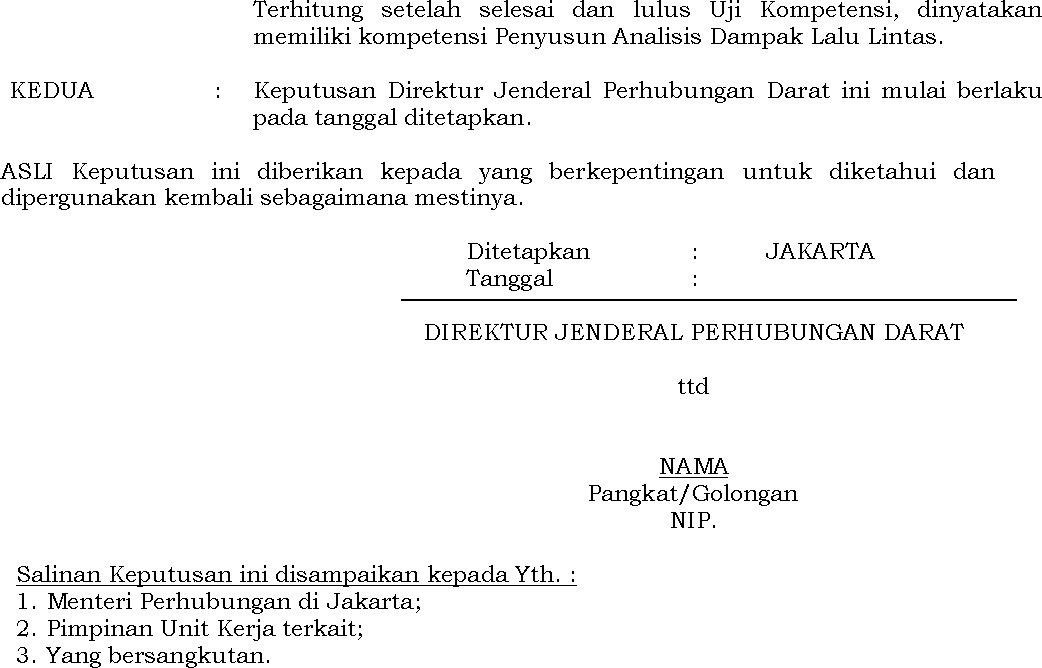 Terhitung setelah selesai dan lulus Uji Kompetensi, dinyatakan
memiliki kompetensi Penyusun Analisis Dampak Lalu Lintas.
KEDUA : Keputusan Direktur Jenderal Perhubungan Darat ini mulai berlaku
pada tanggal ditetapkan.
ASLI Keputusan ini diberikan kepada yang berkepentingan untuk diketahui dan
dipergunakan kembali sebagaimana mestinya.
Ditetapkan : JAKARTA
Tanggal :
DIREKTUR JENDERAL PERHUBUNGAN DARAT
ttd
NAMA
Pangkat/Golongan
NIP.
Salinan Keputusan ini disampaikan kepada Yth. :
1. Menteri Perhubungan di Jakarta;
2. Pimpinan Unit Kerja terkait;
3. Yang bersangkutan.